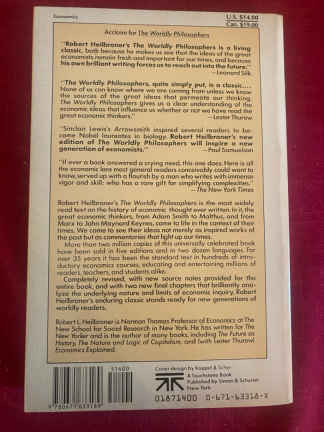 Economics
U.S. $14.00
Can. $19.00
Acclaim for The Worldly Philosophers
"Robert Heilbroner's The Worldly Philosophers is a living
classic, both because he makes us see that the ideas of the great
economists remain fresh and important for our times, and because
his own brilliant writing forces us to reach out into the future."
—Leonard Silk
"The Worldly Philosophers, quite simply put, is a classic....
None of us can know where we are coming from unless we know
the sources of the great ideas that permeate our thinking.
The Worldly Philosophers gives us a clear understanding of the
economic ideas that influence us whether or not we have read the
great economic thinkers."
—Lester Thurow
"Sinclair Lewis's Arrowsmith inspired several readers to be-
come Nobel laureates in biology. Robert Heilbroner's new
edition of The Worldly Philosophers will inspire a new
generation of economists."
—Paul Samuelson
"If ever a book answered a crying need, this one does. Here is all
the economic lore most general readers conceivably could want to
know, served up with a flourish by a man who writes with immense
vigor and skill; who has a rare gift for simplifying complexities."
—The New York Times
Robert Heilbroner's The Worldly Philosophers is the most widely
read text on the history of economic thought ever written. In it, the
great economic thinkers, from Adam Smith to Malthus, and from
Marx to John Maynard Keynes, come to life in the context of their
times. We come to see their ideas not merely as inspired works of
the past but as commentaries that light up our times.
More than two million copies of this universally celebrated book
have been sold in five editions and in two dozen languages. For
over 35 years it has been the standard text in hundreds of intro-
ductory economics courses, educating and entertaining millions of
readers, teachers, and students alike.
Completely revised, with new source notes provided for the
entire book, and with two new final chapters that brilliantly ana-
lyze the underlying nature and limits of economic inquiry, Robert
Heilbroner's enduring classic stands ready for new generations of
worldly readers.
Robert L. Heilbroner is Norman Thomas Professor of Economics at The
New School for Social Research in New York. He has written for The
New Yorker and is the author of many books, including The Future as
History, The Nature and Logic of Capitalism, and (with Lester Thurow)
Economics Explained.
51400
Cover design by Koppel & Scher
A Touchstone Book
Published by Simon & Schuster
New York
9 780671 633189
01871400 0-671-63318-X